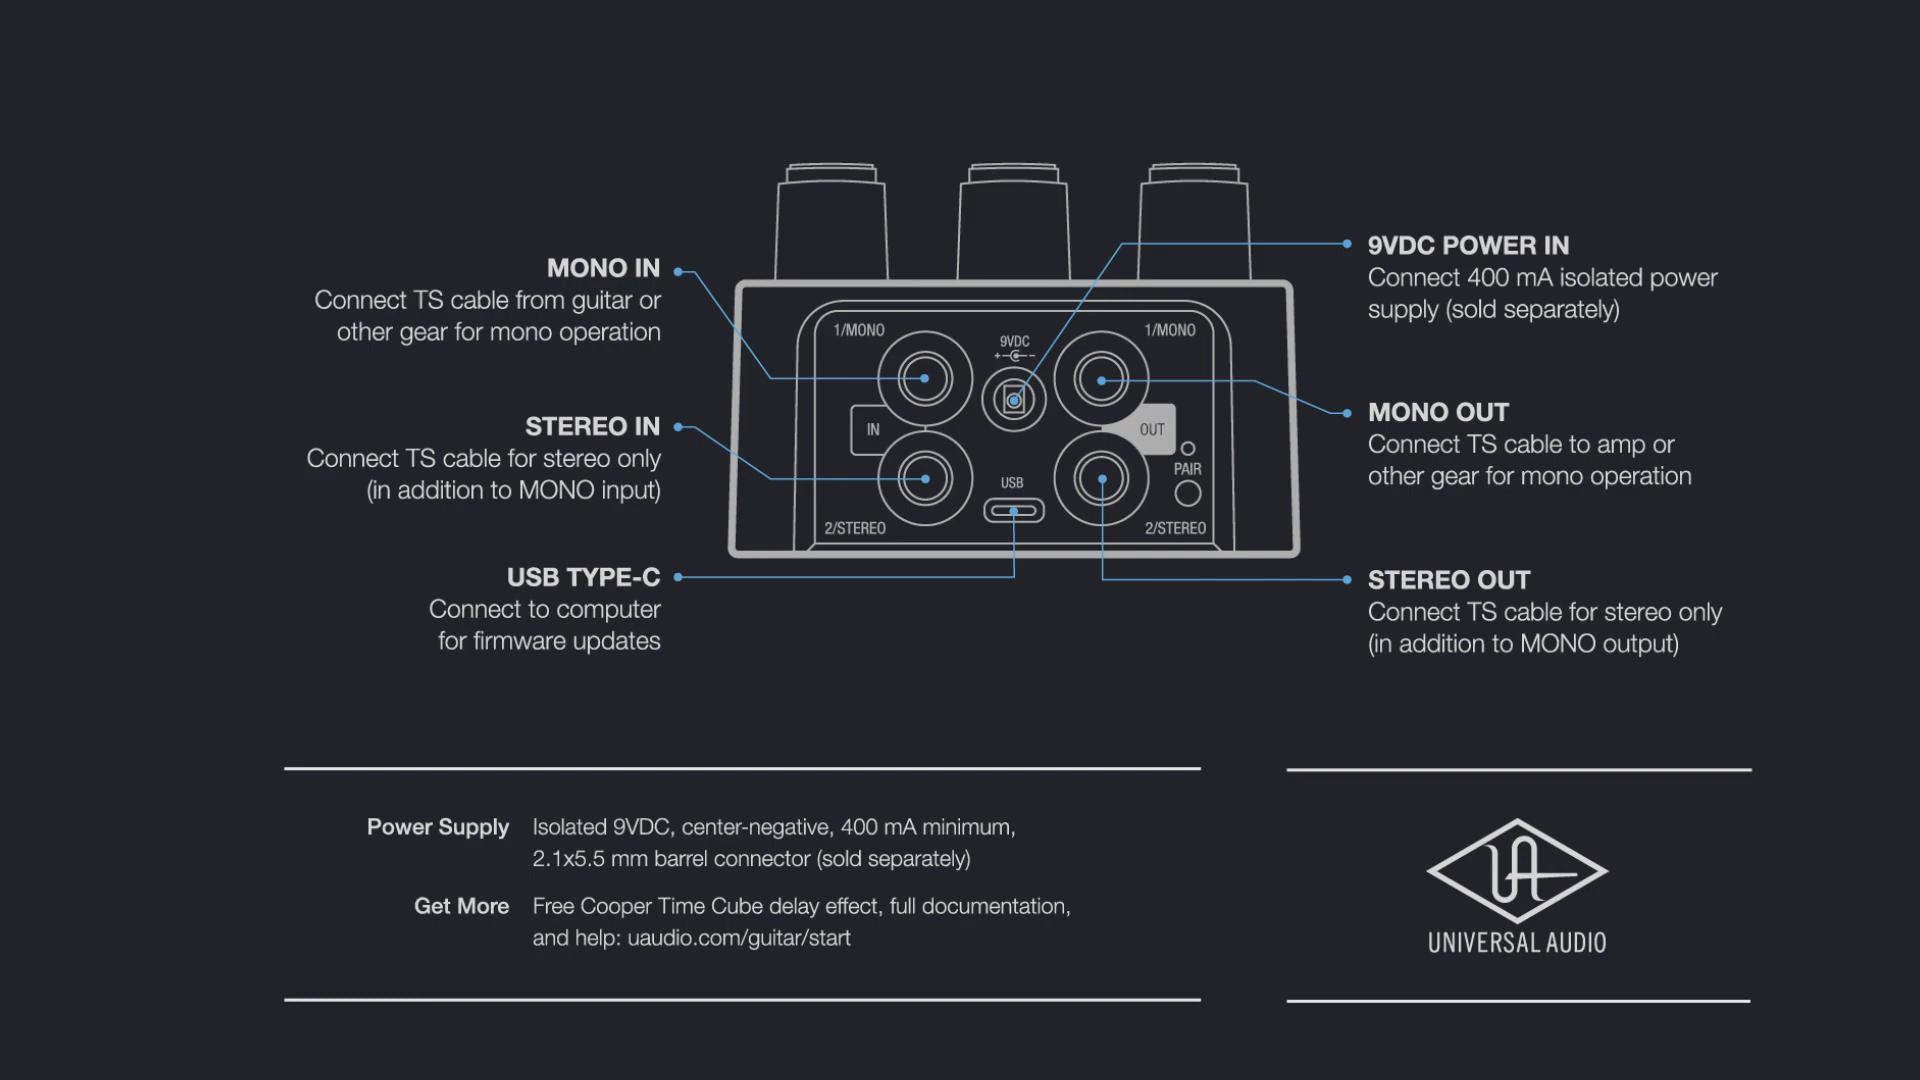 MONO IN
Connect TS cable from guitar or
other gear for mono operation
STEREO IN
Connect TS cable for stereo only
(in addition to MONO input)
USB TYPE-C
Connect to computer
for firmware updates
1/MONO
9VDC
+ -
1/MONO
IN
OUT
PAIR
USB
2/STEREO
2/STEREO
9VDC POWER IN
Connect 400 mA isolated power
supply (sold separately)
MONO OUT
Connect TS cable to amp or
other gear for mono operation
STEREO OUT
Connect TS cable for stereo only
(in addition to MONO output)
Power Supply Isolated 9VDC, center-negative, 400 mA minimum,
2.1x5.5 mm barrel connector (sold separately)
Get More Free Cooper Time Cube delay effect, full documentation,
and help: uaudio.com/guitar/start
UA
UNIVERSAL AUDIO